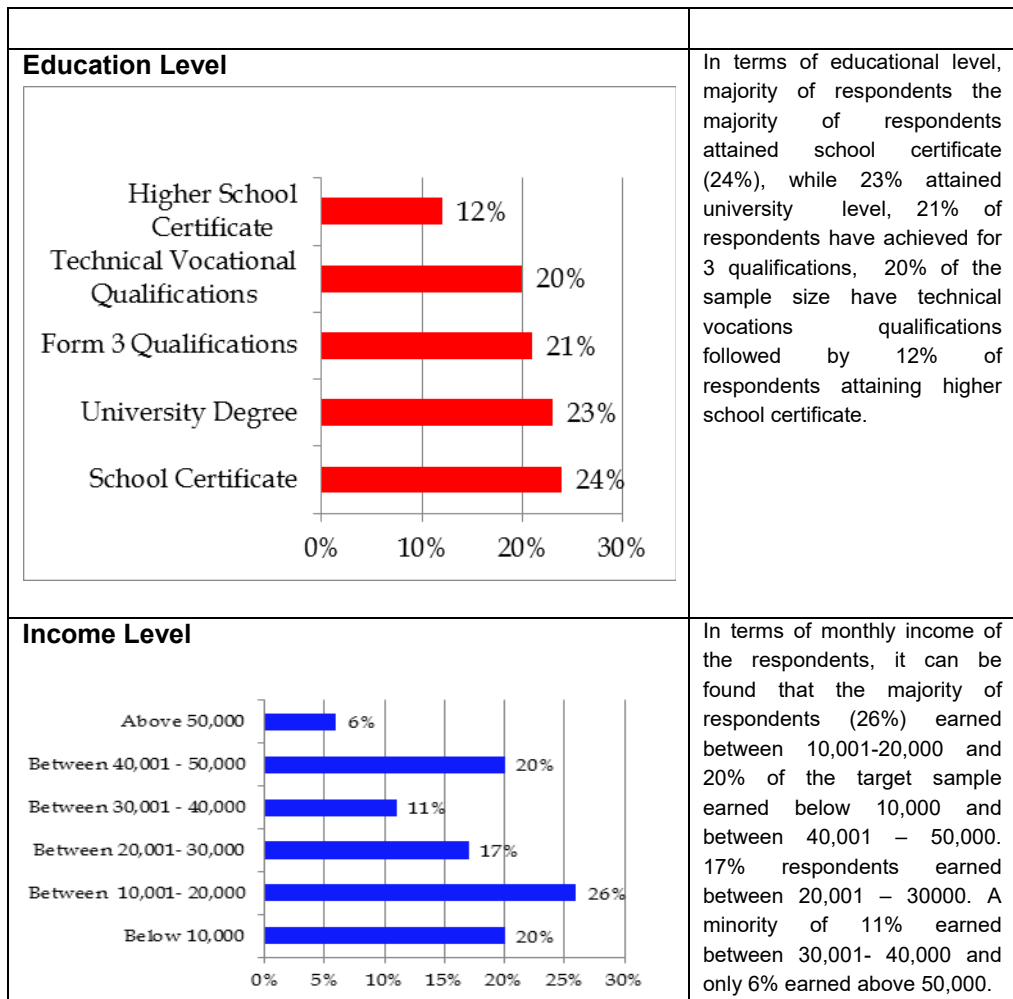 Education Level
Higher School
Certificate
12%
Technical Vocational
Qualifications
20%
Form 3 Qualifications
21%
University Degree
23%
School Certificate
24%
0% 10% 20% 30%
In terms of educational level,
majority of respondents the
majority of respondents
attained school certificate
(24%), while 23% attained
university level, 21% of
respondents have achieved for
3 qualifications, 20% of the
sample size have technical
vocations qualifications
followed by 12% of
respondents attaining higher
school certificate.
Income Level
Above 50,000 6%
Between 40,001 - 50,000 20%
Between 30,001 - 40,000 11%
Between 20,001- 30,000 17%
Between 10,001- 20,000 26%
Below 10,000 20%
0% 5% 10% 15% 20% 25% 30%
In terms of monthly income of
the respondents, it can be
found that the majority of
respondents (26%) earned
between 10,001-20,000 and
20% of the target sample
earned below 10,000 and
between 40,001 – 50,000.
17% respondents earned
between 20,001 – 30000. A
minority of 11% earned
between 30,001- 40,000 and
only 6% earned above 50,000.